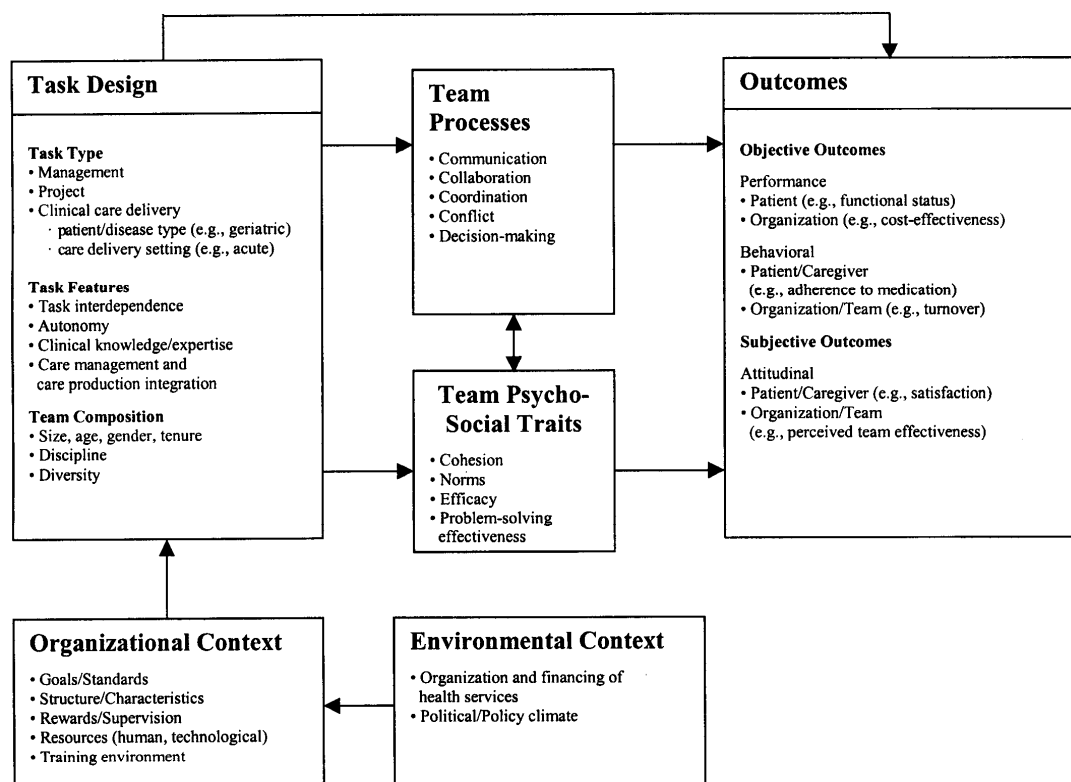 Task Design
Task Type
• Management
• Project
• Clinical care delivery
· patient/disease type (e.g., geriatric)
· care delivery setting (e.g., acute)
Task Features
• Task interdependence
• Autonomy
• Clinical knowledge/expertise
• Care management and
care production integration
Team Composition
• Size, age, gender, tenure
• Discipline
• Diversity
Team
Processes
• Communication
• Collaboration
• Coordination
• Conflict
• Decision-making
Team Psycho-
Social Traits
• Cohesion
• Norms
• Efficacy
• Problem-solving
effectiveness
Outcomes
Objective Outcomes
Performance
• Patient (e.g., functional status)
• Organization (e.g., cost-effectiveness)
Behavioral
• Patient/Caregiver
(e.g., adherence to medication)
• Organization/Team (e.g., turnover)
Subjective Outcomes
Attitudinal
• Patient/Caregiver (e.g., satisfaction)
• Organization/Team
(e.g., perceived team effectiveness)
Organizational Context
• Goals/Standards
• Structure/Characteristics
• Rewards/Supervision
• Resources (human, technological)
• Training environment
Environmental Context
• Organization and financing of
health services
• Political/Policy climate